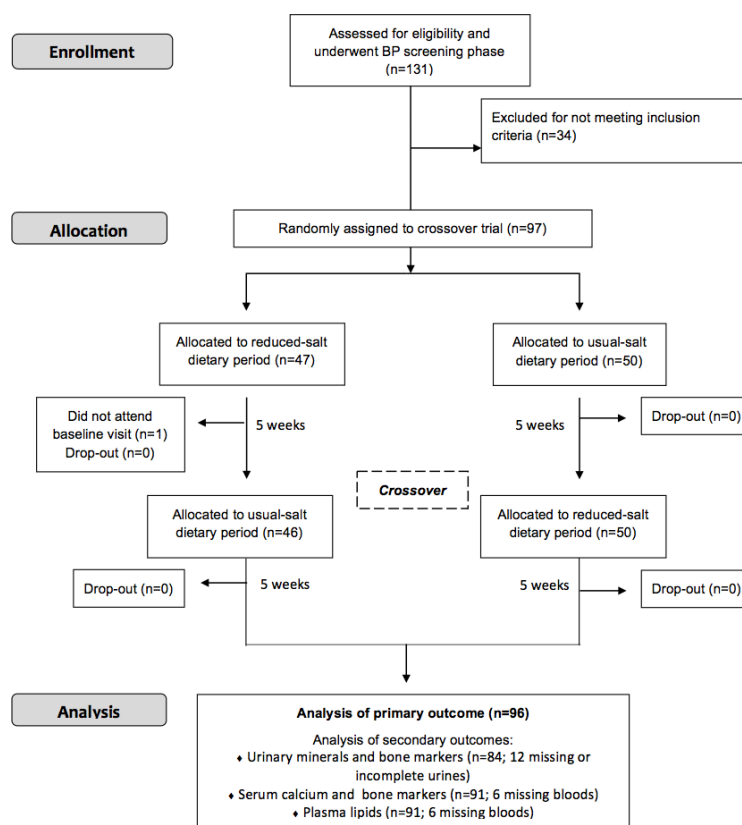 Assessed for eligibility and
underwent BP screening phase
(n=131)
Enrollment
Excluded for not meeting inclusion
criteria (n=34)
Allocation
Randomly assigned to crossover trial (n=97)
Allocated to reduced-salt
dietary period (n=47)
Allocated to usual-salt
dietary period (n=50)
Did not attend
baseline visit (n=1)
Drop-out (n=0)
5 weeks
5 weeks
Drop-out (n=0)
Crossover
Allocated to usual-salt
dietary period (n=46)
Allocated to reduced-salt
dietary period (n=50)
Drop-out (n=0)
5 weeks
5 weeks
Drop-out (n=0)
Analysis
Analysis of primary outcome (n=96)
Analysis of secondary outcomes:
♦ Urinary minerals and bone markers (n=84; 12 missing or
incomplete urines)
♦ Serum calcium and bone markers (n=91; 6 missing bloods)
♦ Plasma lipids (n=91; 6 missing bloods)